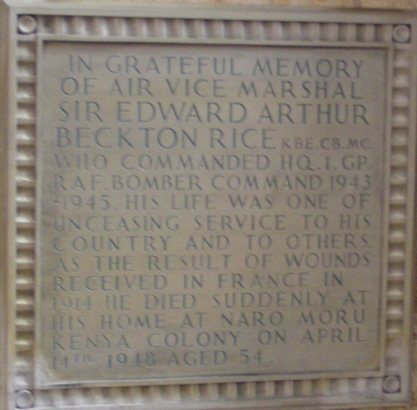 IN GRATEFUL MEMORY
OF AIR VICE MARSHAL
SIR EDWARD ARTHUR
BECKTON RICE K.B.E. C.B. M.C.
WHO COMMANDED HQ. 1. GP.
R.A.F. BOMBER COMMAND 1943
-1945. HIS LIFE WAS ONE OF
UNCEASING SERVICE TO HIS
COUNTRY AND TO OTHERS.
AS THE RESULT OF WOUNDS
RECEIVED IN FRANCE IN
1914 HE DIED SUDDENLY AT
HIS HOME AT NARO MORU
KENYA COLONY ON APRIL
14TH 1948 AGED 54